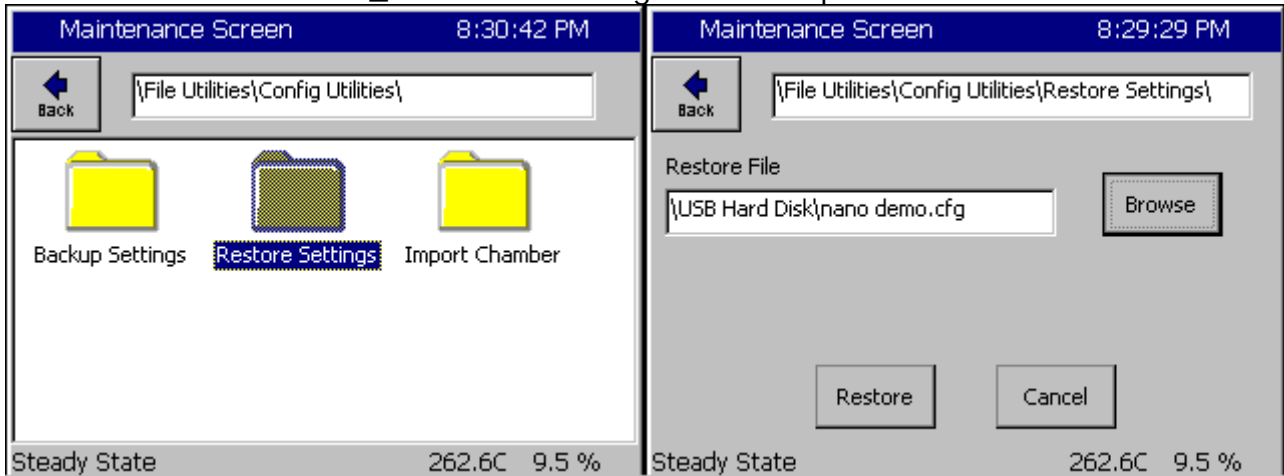 Maintenance Screen 8:30:42 PM
Back
\File Utilities\Config Utilities\
Backup Settings Restore Settings Import Chamber
Steady State 262.6C 9.5 %
Maintenance Screen 8:29:29 PM
Back
\File Utilities\Config Utilities\Restore Settings\
Restore File
\USB Hard Disk\nano demo.cfg
Browse
Restore Cancel
Steady State 262.6C 9.5 %